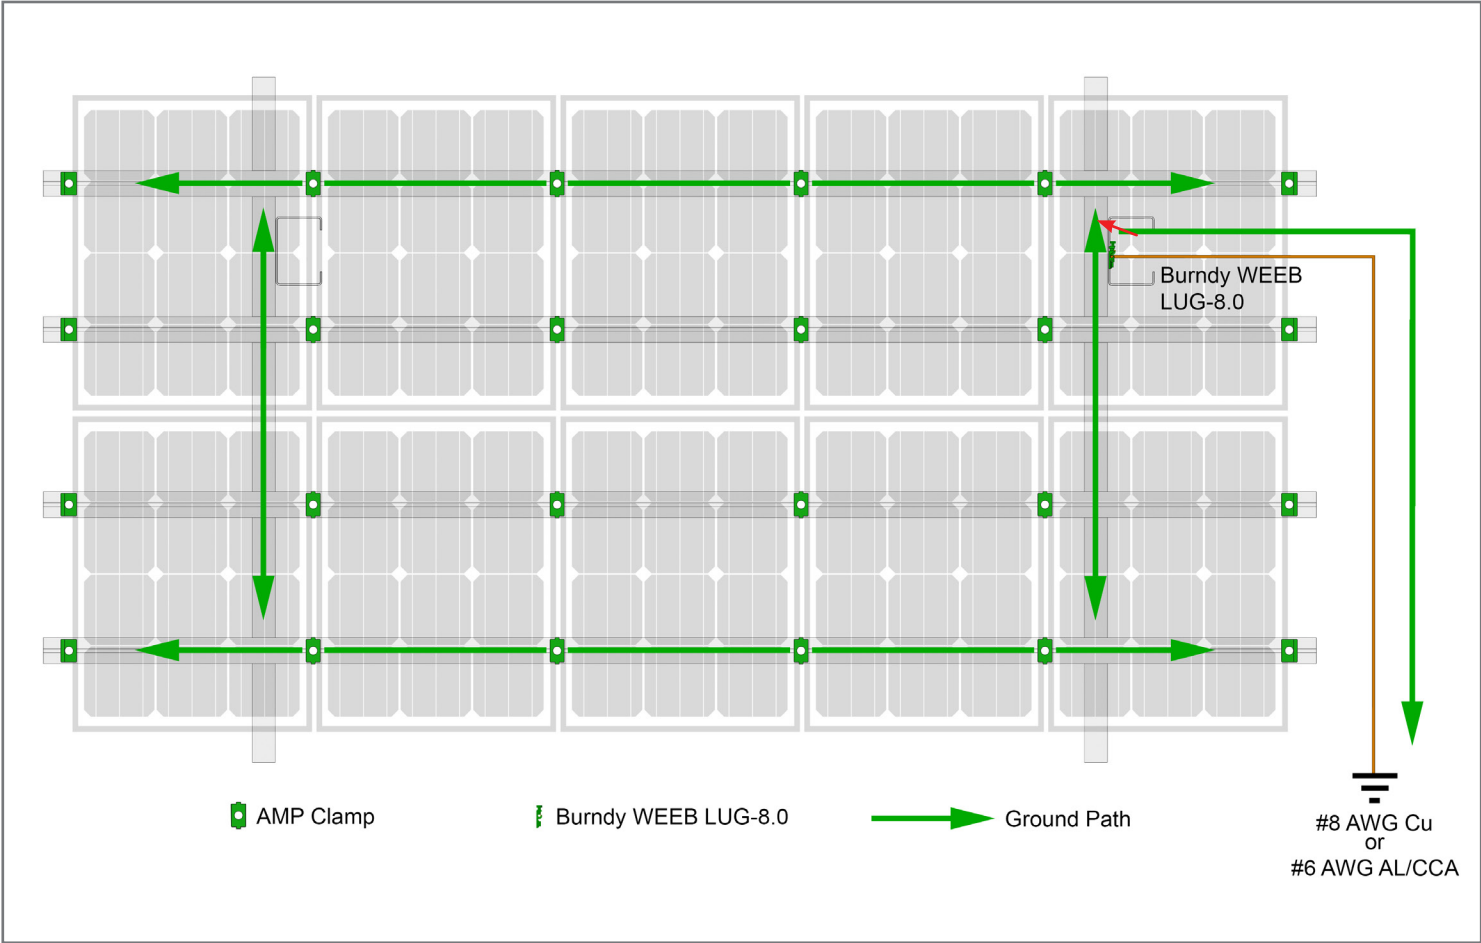 Burndy WEEB
LUG-8.0
AMP Clamp
Burndy WEEB LUG-8.0
Ground Path
#8 AWG Cu
or
#6 AWG AL/CCA